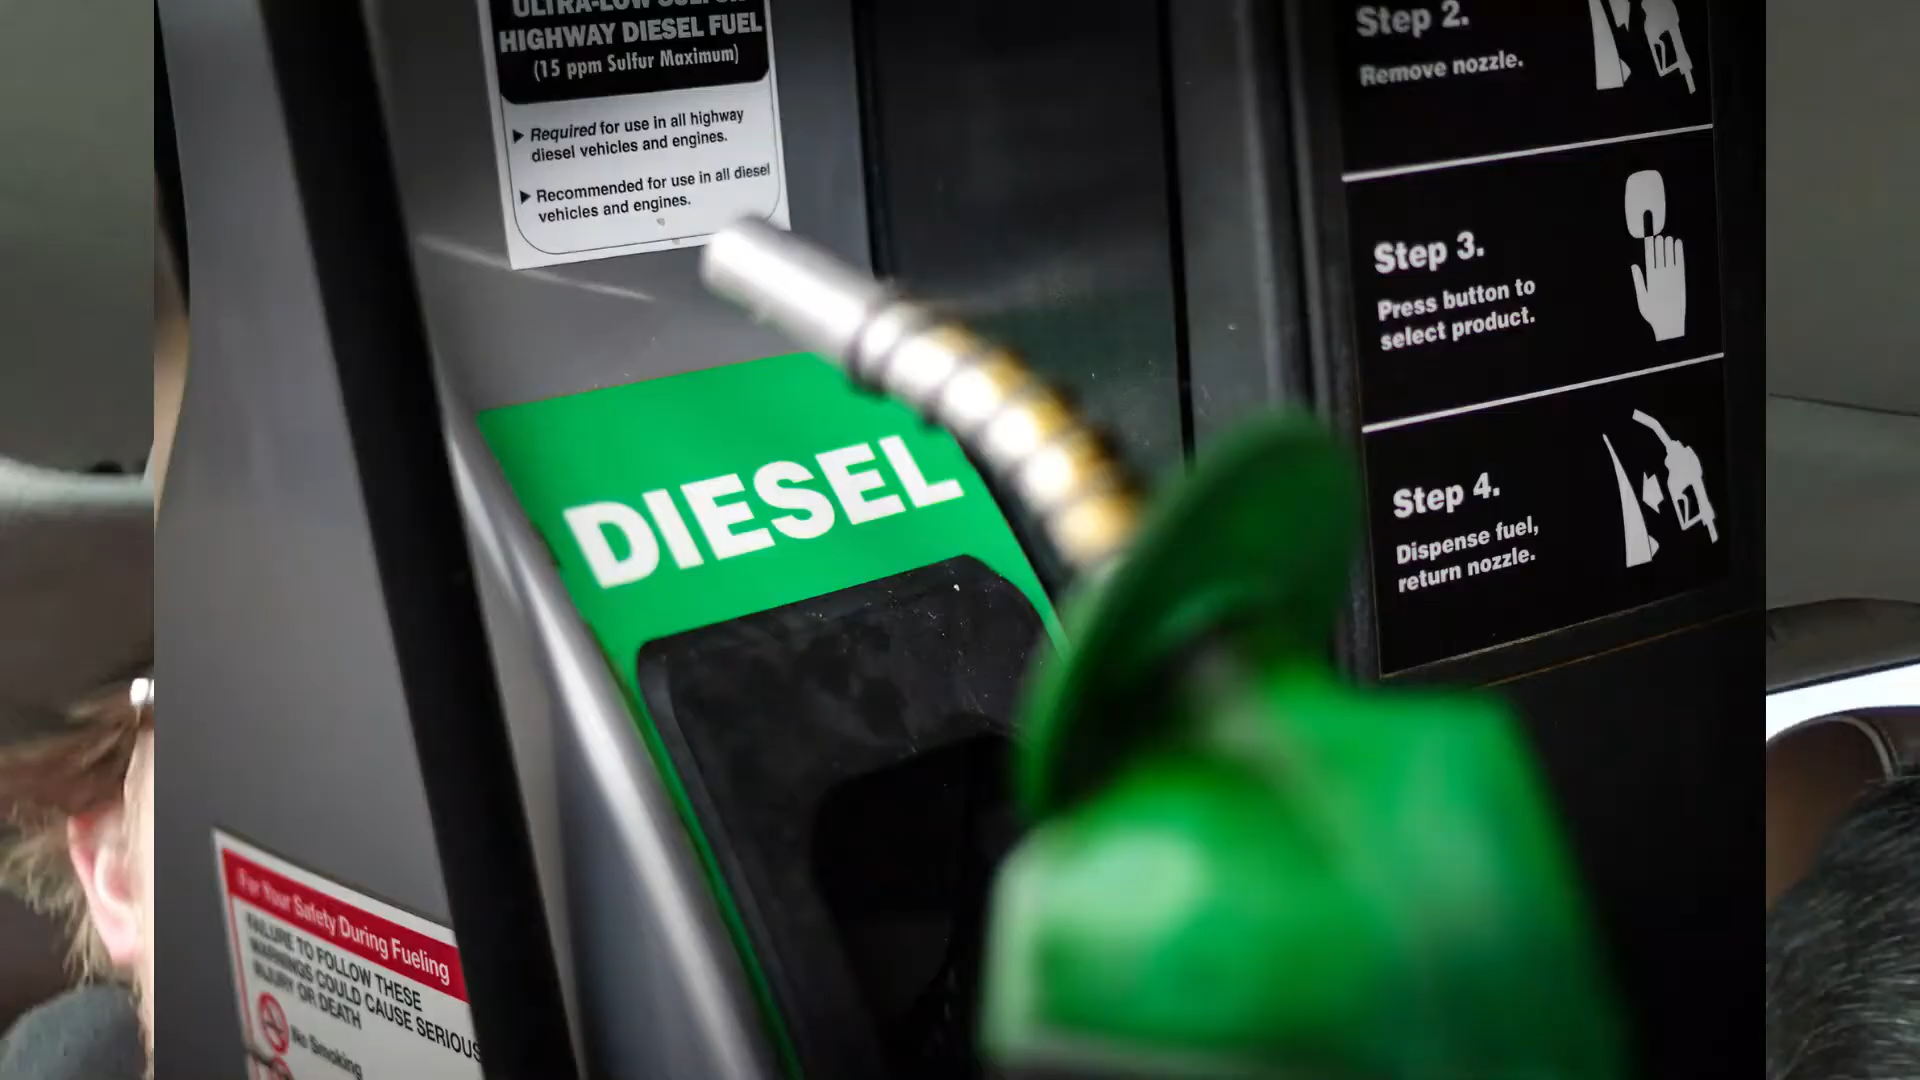 ULTRA-LOW SULFUR
HIGHWAY DIESEL FUEL
(15 ppm Sulfur Maximum)
Required for use in all highway
diesel vehicles and engines.
Recommended for use in all diesel
vehicles and engines.
DIESEL
Step 2.
Remove nozzle.
Step 3.
Press button to
select product.
Step 4.
Dispense fuel,
return nozzle.
For Your Safety During Fueling
FAILURE TO FOLLOW THESE
WARNINGS COULD CAUSE SERIOUS
INJURY OR DEATH
No Smoking